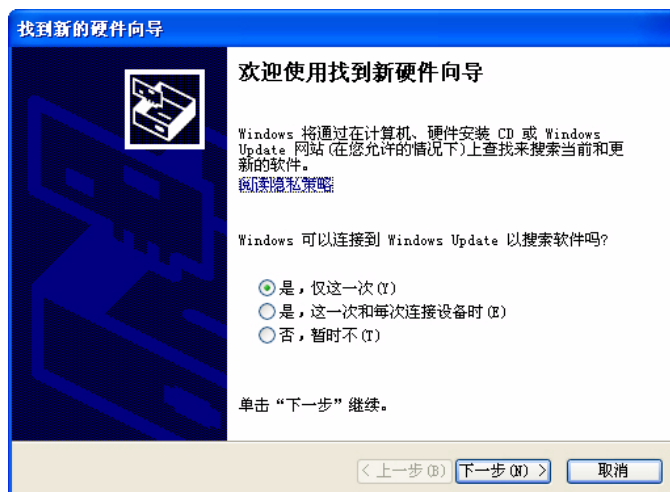 找到新的硬件向导
欢迎使用找到新硬件向导
Windows 将通过在计算机、硬件安装 CD 或 Windows
Update 网站(在您允许的情况下)上查找来搜索当前和更
新的软件。
阅读隐私策略
Windows 可以连接到 Windows Update 以搜索软件吗?
是，仅这一次(Y)
是，这一次和每次连接设备时(E)
否，暂时不(T)
单击“下一步”继续。
< 上一步(B) 下一步(N) > 取消